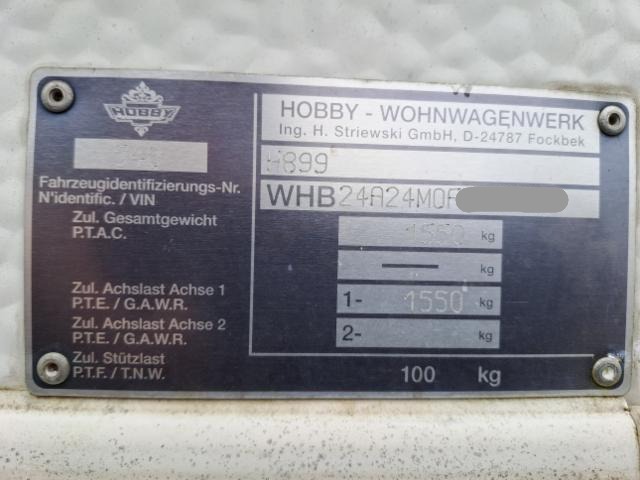 HOBBY
HOBBY - WOHNWAGENWERK
Ing. H. Striewski GmbH, D-24787 Fockbek
H899
Fahrzeugidentifizierungs-Nr.
N'identific. / VIN
WHB24A24M0F
Zul. Gesamtgewicht
P.T.A.C.
1550 kg
kg
Zul. Achslast Achse 1
P.T.E. / G.A.W.R.
1- 1550 kg
Zul. Achslast Achse 2
P.T.E. / G.A.W.R.
2- kg
Zul. Stützlast
P.T.F. / T.N.W.
100 kg